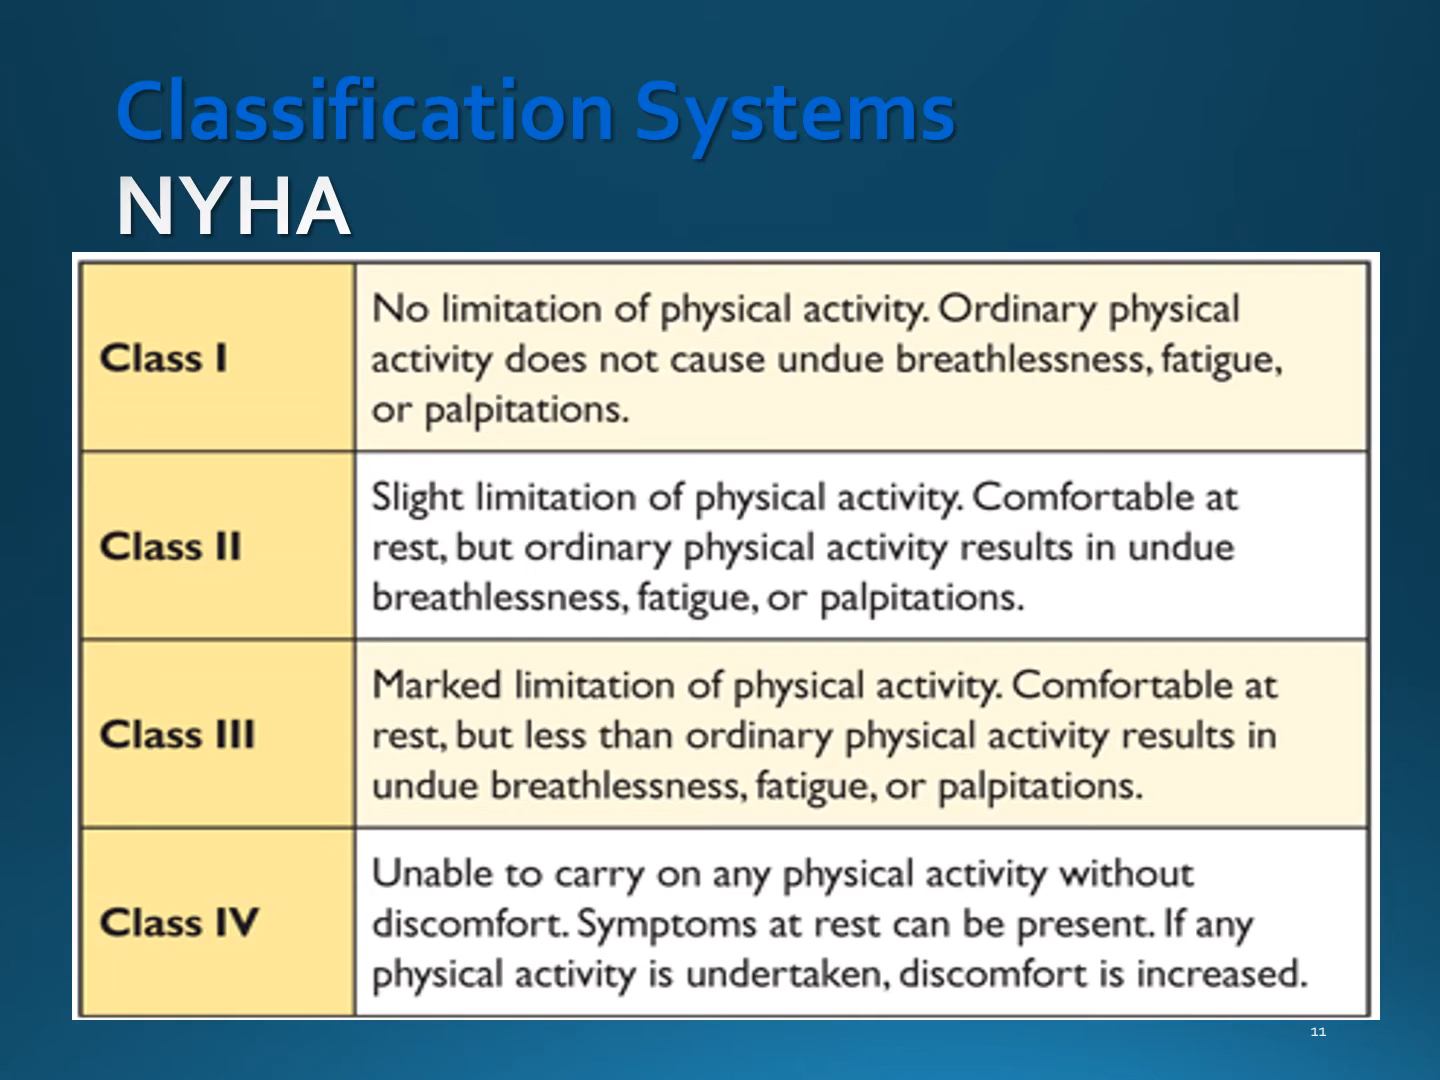 Classification Systems
NYHA
Class I
No limitation of physical activity. Ordinary physical
activity does not cause undue breathlessness, fatigue,
or palpitations.
Class II
Slight limitation of physical activity. Comfortable at
rest, but ordinary physical activity results in undue
breathlessness, fatigue, or palpitations.
Class III
Marked limitation of physical activity. Comfortable at
rest, but less than ordinary physical activity results in
undue breathlessness, fatigue, or palpitations.
Class IV
Unable to carry on any physical activity without
discomfort. Symptoms at rest can be present. If any
physical activity is undertaken, discomfort is increased.
11